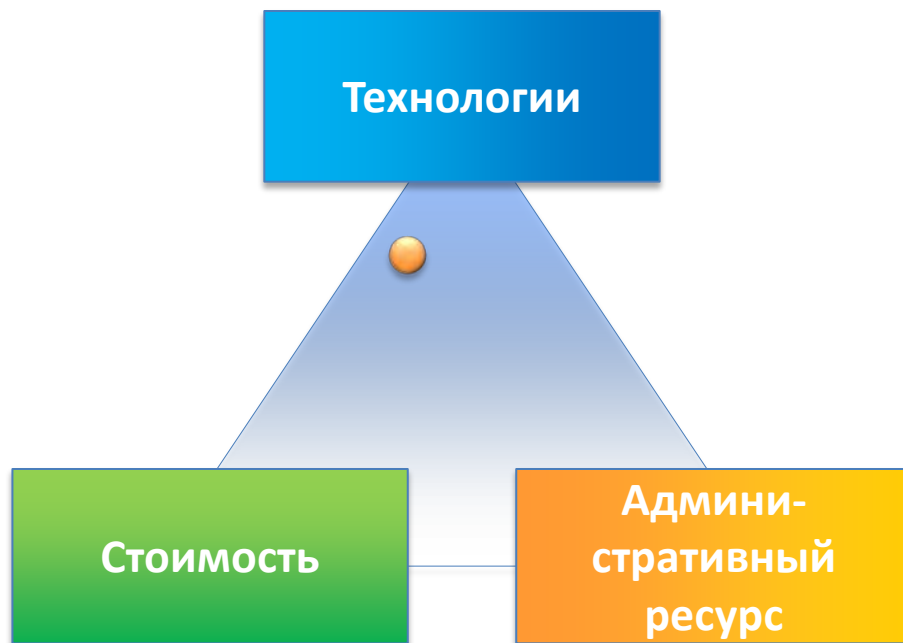 Технологии
Стоимость
Админи-
стративный
ресурс